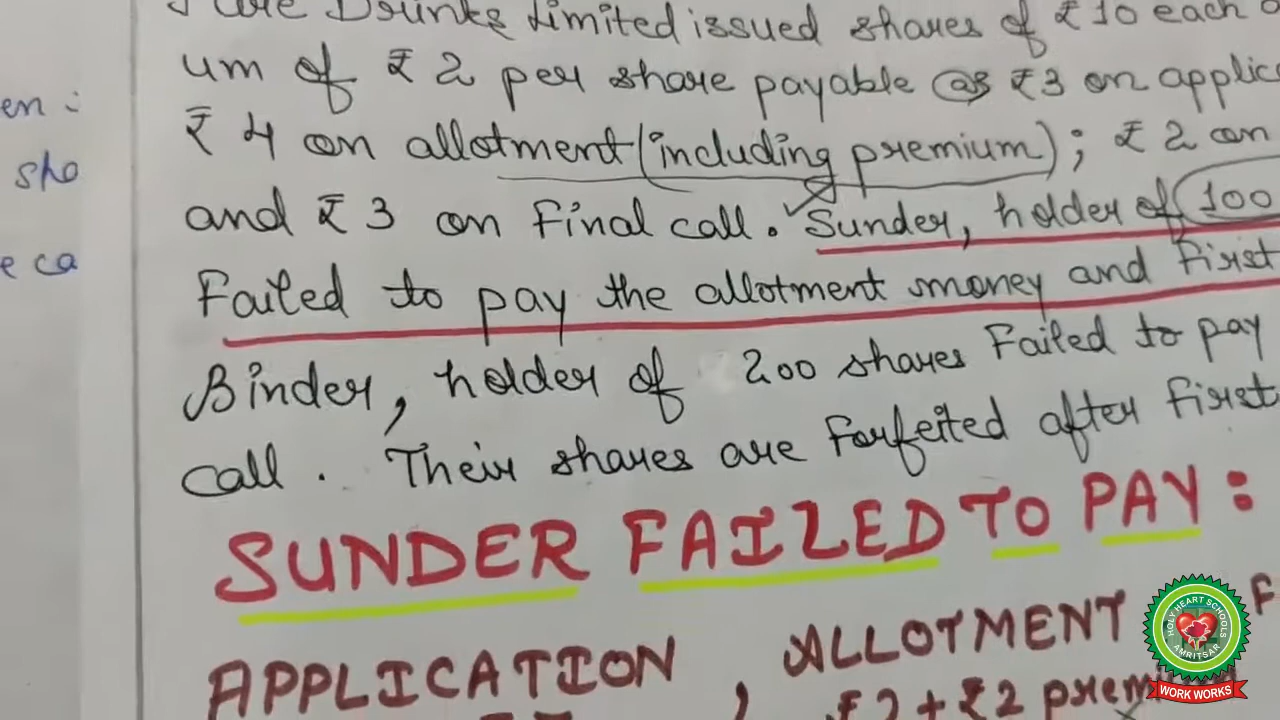 en :
sho
e ca
Drinks Limited issued shares of ₹10 each
um of ₹2 per share payable as ₹3 on applic
₹4 on allotment (including premium); ₹2 on
and ₹3 on Final call. Sunder, holder of 100
Failed to pay the allotment money and First
Binder, holder of 200 shares Failed to pay
call. Their shares are forfeited after First
SUNDER FAILED TO PAY:
APPLICATION, ALLOTMENT F
₹2+₹2 premi
HOLY HEART SCHOOLS
AMRITSAR
WORK WORKS